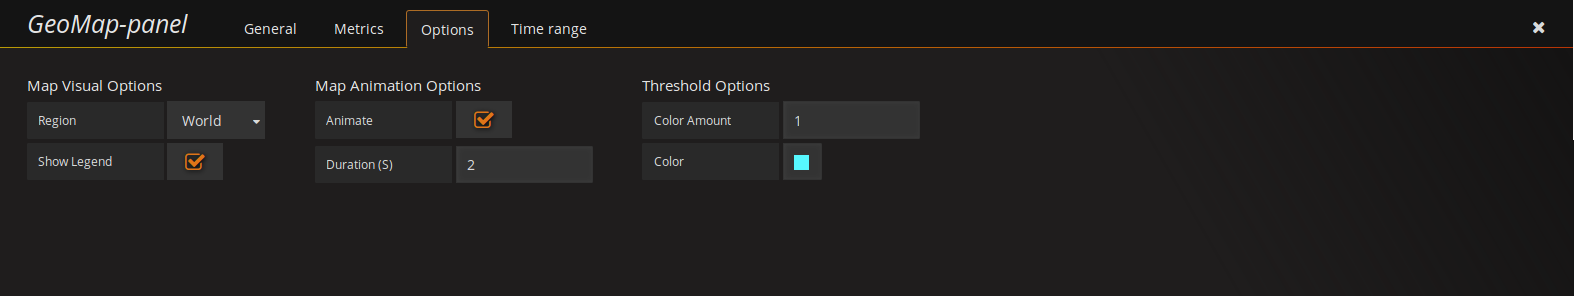 GeoMap-panel General Metrics Options Time range
Map Visual Options
Region World
Show Legend
Map Animation Options
Animate
Duration (S) 2
Threshold Options
Color Amount 1
Color